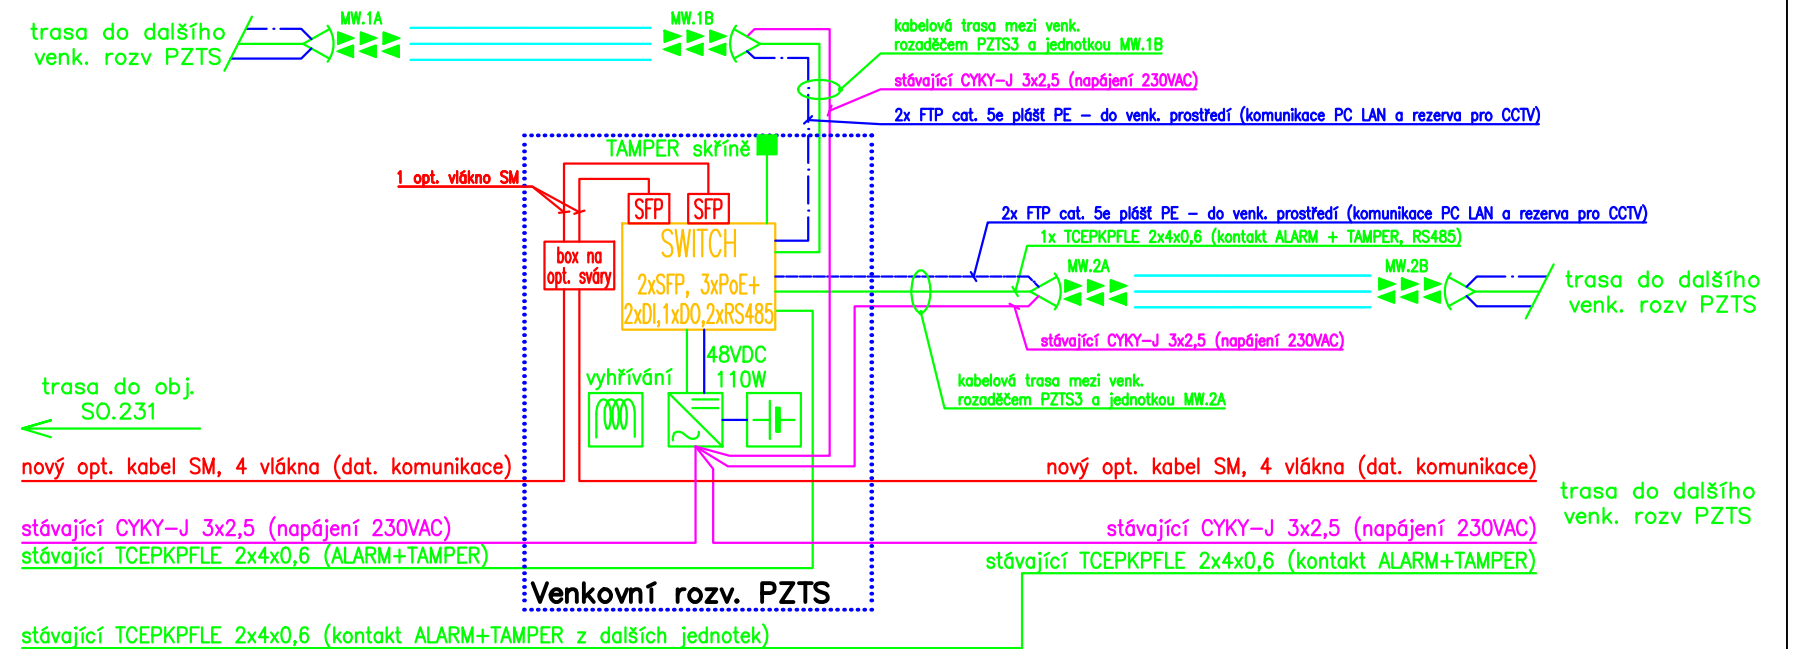 trasa do dalšího
venk. rozv PZTS
MW.1A
MW.1B
kabelová trasa mezi venk.
rozaděčem PZTS3 a jednotkou MW.1B
stávající CYKY-J 3x2,5 (napájení 230VAC)
2x FTP cat. 5e plášť PE - do venk. prostředí (komunikace PC LAN a rezerva pro CCTV)
TAMPER skříně
1 opt. vlákno SM
SFP
SFP
SWITCH
2xSFP, 3xPoE+
2xDI,1xDO,2xRS485
box na
opt. sváry
2x FTP cat. 5e plášť PE - do venk. prostředí (komunikace PC LAN a rezerva pro CCTV)
1x TCEPKPFLE 2x4x0,6 (kontakt ALARM + TAMPER, RS485)
MW.2A
MW.2B
trasa do dalšího
venk. rozv PZTS
stávající CYKY-J 3x2,5 (napájení 230VAC)
48VDC
110W
vyhřívání
kabelová trasa mezi venk.
rozaděčem PZTS3 a jednotkou MW.2A
trasa do obj.
SO.231
nový opt. kabel SM, 4 vlákna (dat. komunikace)
nový opt. kabel SM, 4 vlákna (dat. komunikace)
trasa do dalšího
venk. rozv PZTS
stávající CYKY-J 3x2,5 (napájení 230VAC)
stávající CYKY-J 3x2,5 (napájení 230VAC)
stávající TCEPKPFLE 2x4x0,6 (ALARM+TAMPER)
stávající TCEPKPFLE 2x4x0,6 (kontakt ALARM+TAMPER)
Venkovní rozv. PZTS
stávající TCEPKPFLE 2x4x0,6 (kontakt ALARM+TAMPER z dalších jednotek)